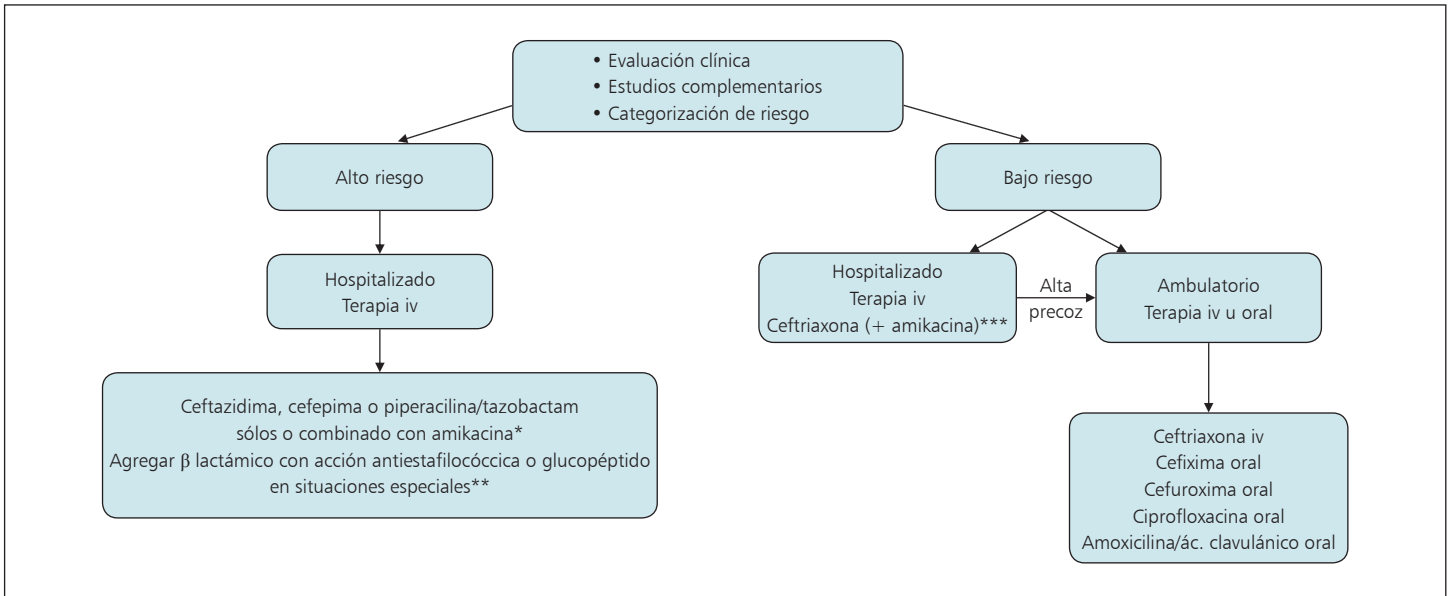 • Evaluación clínica
• Estudios complementarios
• Categorización de riesgo
Alto riesgo
Bajo riesgo
Hospitalizado
Terapia iv
Hospitalizado
Terapia iv
Ceftriaxona (+ amikacina)***
Alta
precoz
Ambulatorio
Terapia iv u oral
Ceftazidima, cefepima o piperacilina/tazobactam
sólos o combinado con amikacina*
Agregar β lactámico con acción antiestafilocóccica o glucopéptido
en situaciones especiales**
Ceftriaxona iv
Cefixima oral
Cefuroxima oral
Ciprofloxacina oral
Amoxicilina/ác. clavulánico oral